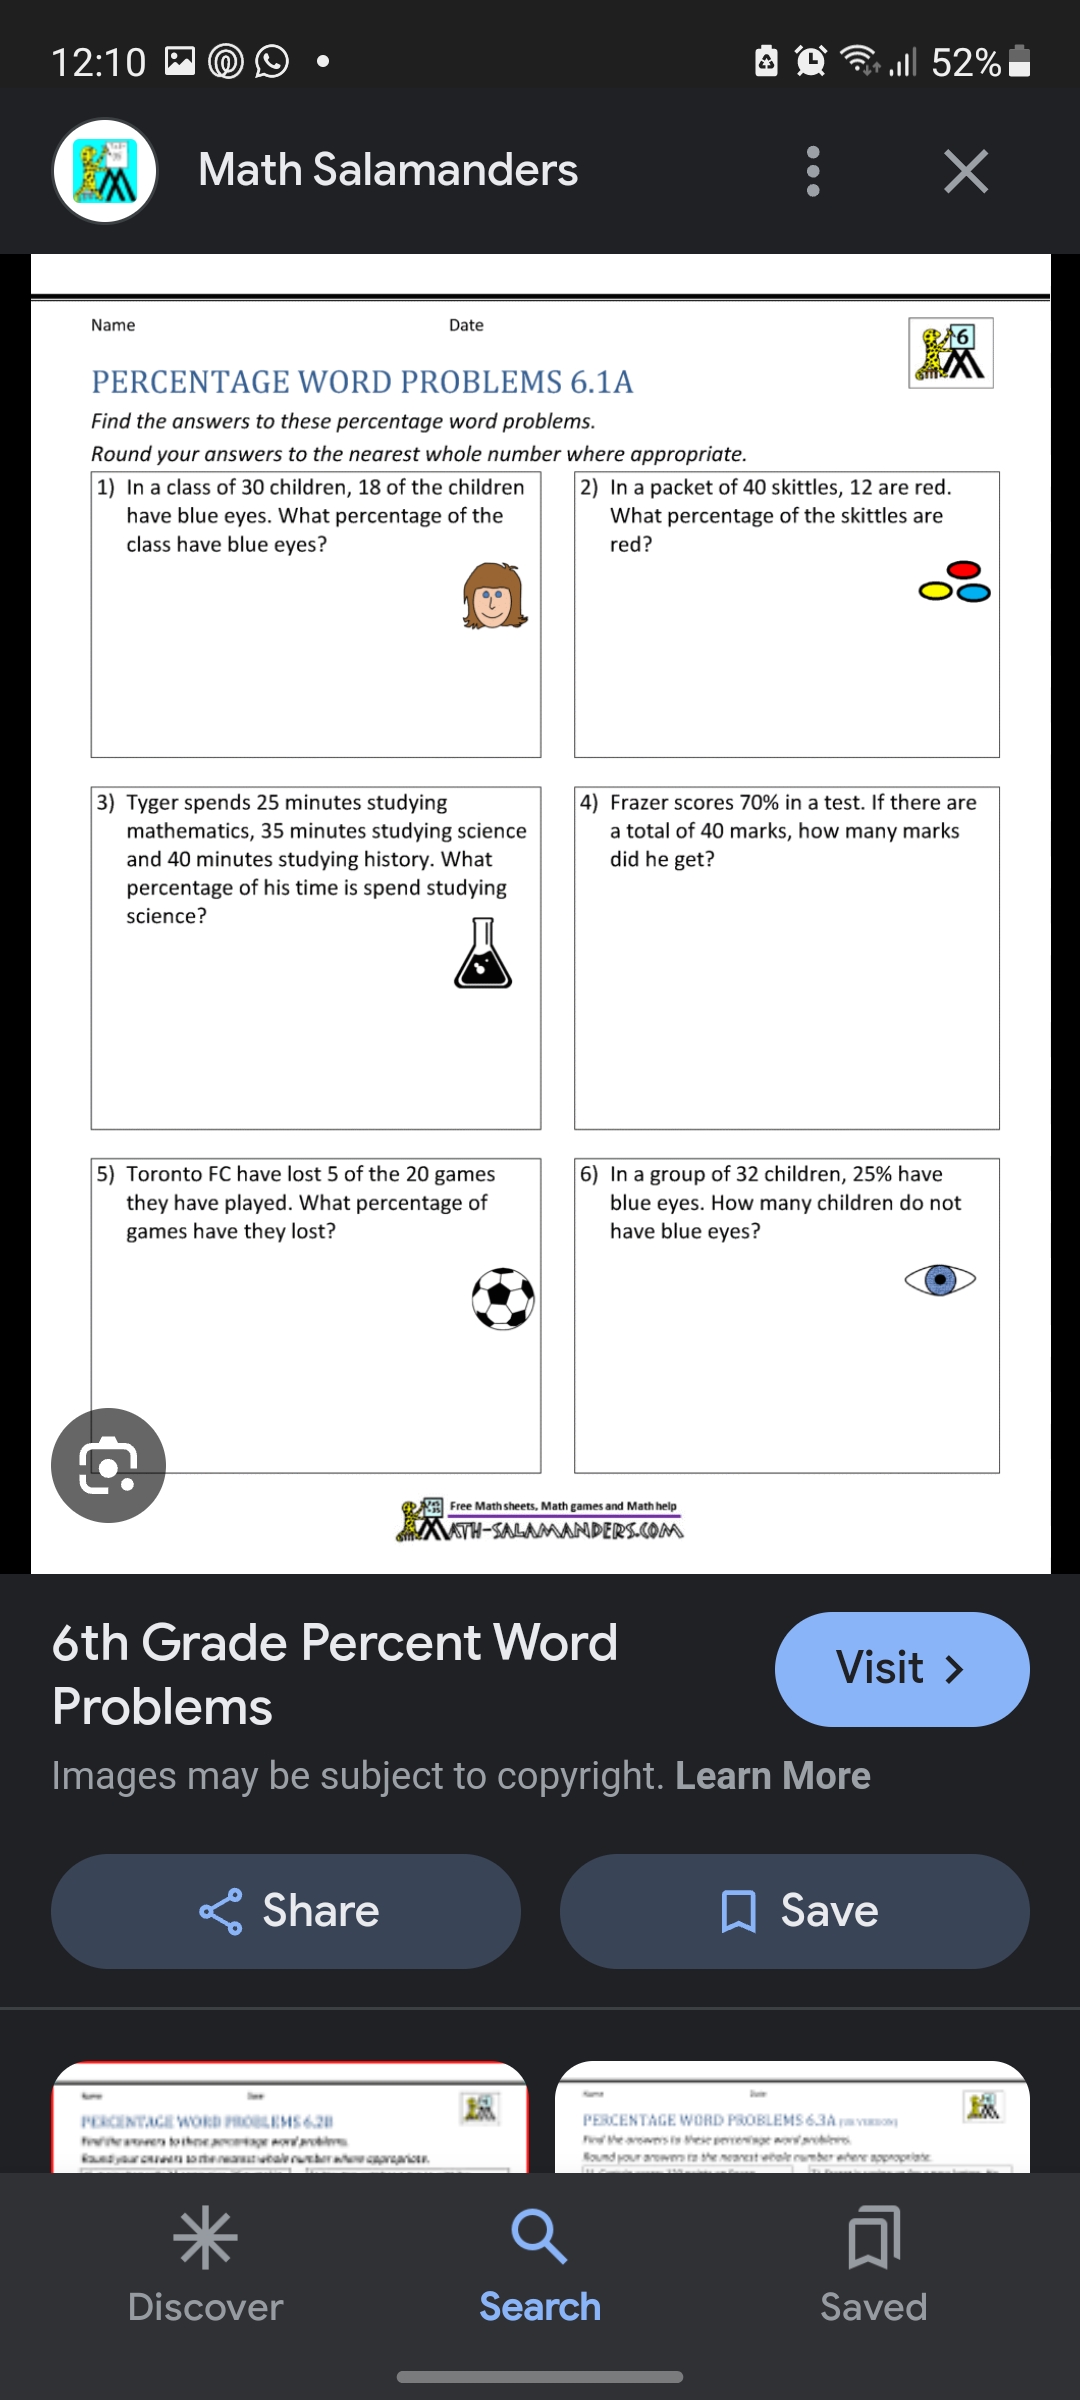 12:10
52%
Math Salamanders
Name Date
6
PERCENTAGE WORD PROBLEMS 6.1A
Find the answers to these percentage word problems.
Round your answers to the nearest whole number where appropriate.
1) In a class of 30 children, 18 of the children
have blue eyes. What percentage of the
class have blue eyes?
2) In a packet of 40 skittles, 12 are red.
What percentage of the skittles are
red?
3) Tyger spends 25 minutes studying
mathematics, 35 minutes studying science
and 40 minutes studying history. What
percentage of his time is spend studying
science?
4) Frazer scores 70% in a test. If there are
a total of 40 marks, how many marks
did he get?
5) Toronto FC have lost 5 of the 20 games
they have played. What percentage of
games have they lost?
6) In a group of 32 children, 25% have
blue eyes. How many children do not
have blue eyes?
Free Math sheets, Math games and Math help
MATH-SALAMANDERS.COM
6th Grade Percent Word
Problems
Visit
Images may be subject to copyright. Learn More
Share
Save
Name Date
PERCENTAGE WORD PROBLEMS 6.2B
Find the answers to these percentage word problems.
Round your answers to the nearest whole number where appropriate.
Name Date
PERCENTAGE WORD PROBLEMS 6.3A (UK VERSION)
Find the answers to these percentage word problems.
Round your answers to the nearest whole number where appropriate.
Discover
Search
Saved